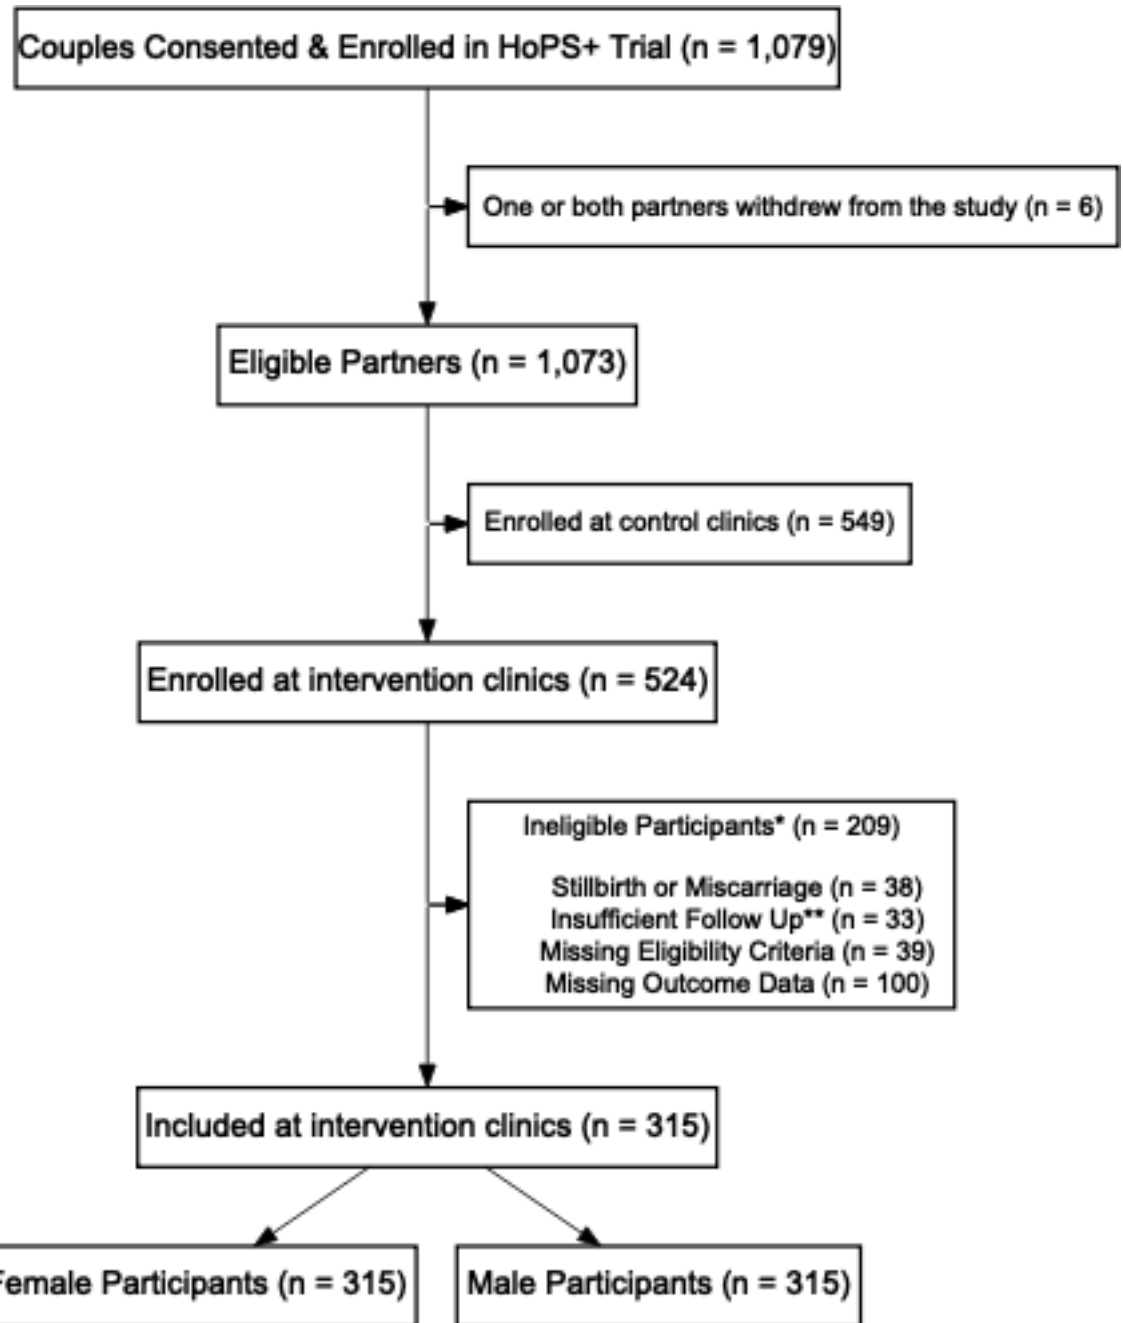 Couples Consented & Enrolled in HoPS+ Trial (n = 1,079)
One or both partners withdrew from the study (n = 6)
Eligible Partners (n = 1,073)
Enrolled at control clinics (n = 549)
Enrolled at intervention clinics (n = 524)
Ineligible Participants* (n = 209)
Stillbirth or Miscarriage (n = 38)
Insufficient Follow Up** (n = 33)
Missing Eligibility Criteria (n = 39)
Missing Outcome Data (n = 100)
Included at intervention clinics (n = 315)
Female Participants (n = 315)
Male Participants (n = 315)